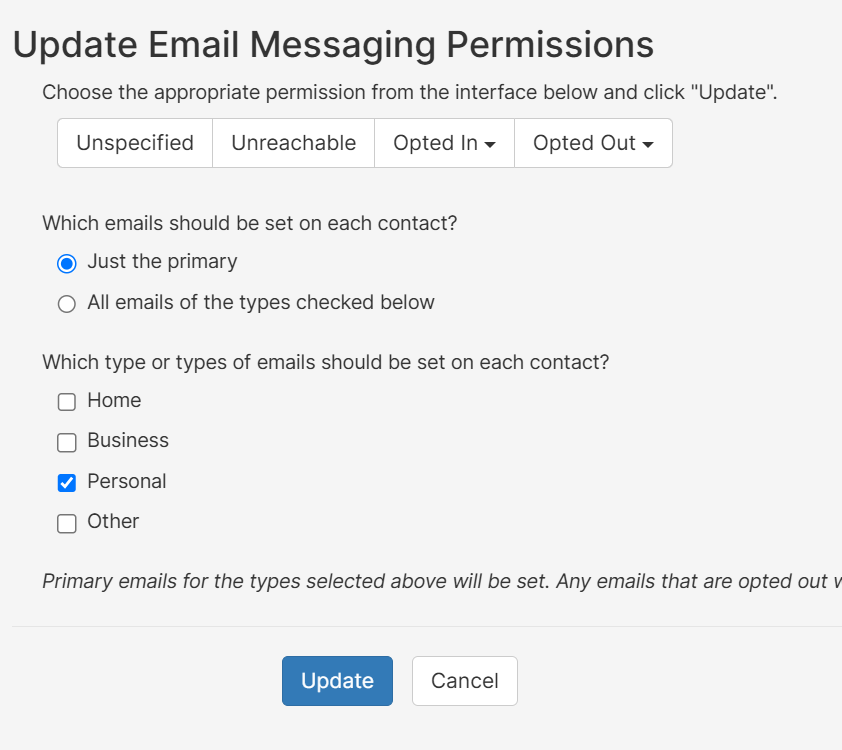 Update Email Messaging Permissions
Choose the appropriate permission from the interface below and click "Update".
Unspecified Unreachable Opted In Opted Out
Which emails should be set on each contact?
Just the primary
All emails of the types checked below
Which type or types of emails should be set on each contact?
Home
Business
Personal
Other
Primary emails for the types selected above will be set. Any emails that are opted out
Update Cancel